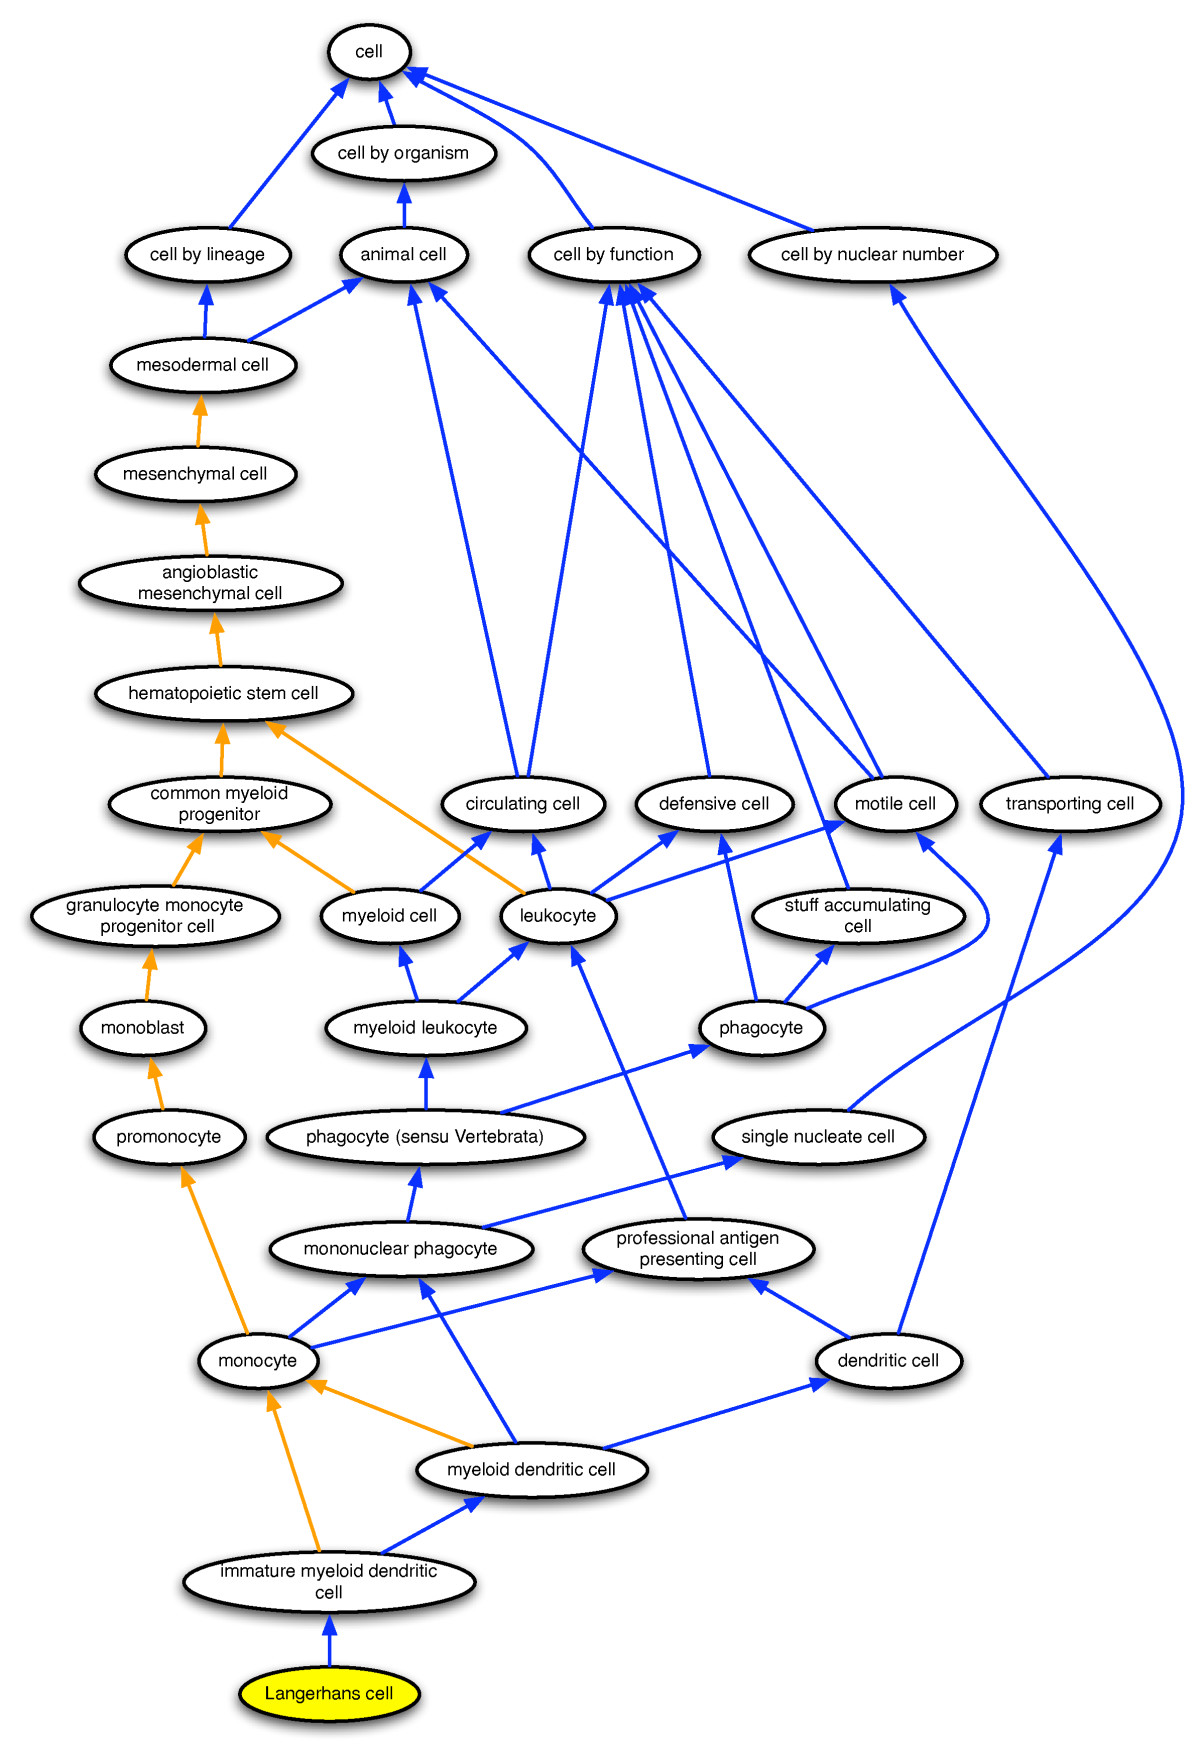 cell
cell by organism
cell by lineage
animal cell
cell by function
cell by nuclear number
mesodermal cell
mesenchymal cell
angioblastic
mesenchymal cell
hematopoietic stem cell
common myeloid
progenitor
circulating cell
defensive cell
motile cell
transporting cell
granulocyte monocyte
progenitor cell
myeloid cell
leukocyte
stuff accumulating
cell
monoblast
myeloid leukocyte
phagocyte
promonocyte
phagocyte (sensu Vertebrata)
single nucleate cell
mononuclear phagocyte
professional antigen
presenting cell
monocyte
dendritic cell
myeloid dendritic cell
immature myeloid dendritic
cell
Langerhans cell